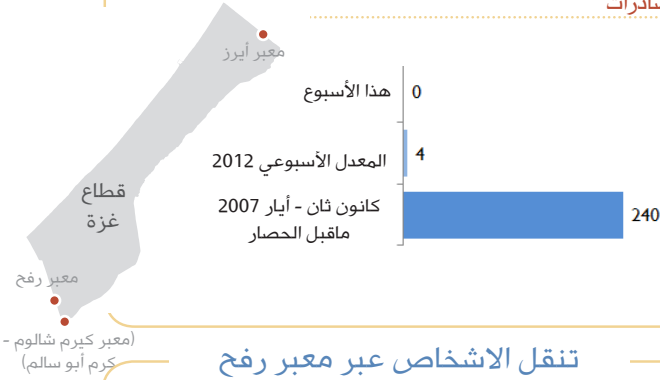 معبر أيرز
هذا الأسبوع
0
المعدل الأسبوعي 2012
4
كانون ثان - أيار 2007
ماقبل الحصار
240
قطاع
غزة
معبر رفح
(معبر كيرم شالوم -
كرم أبو سالم)
تنقل الاشخاص عبر معبر رفح